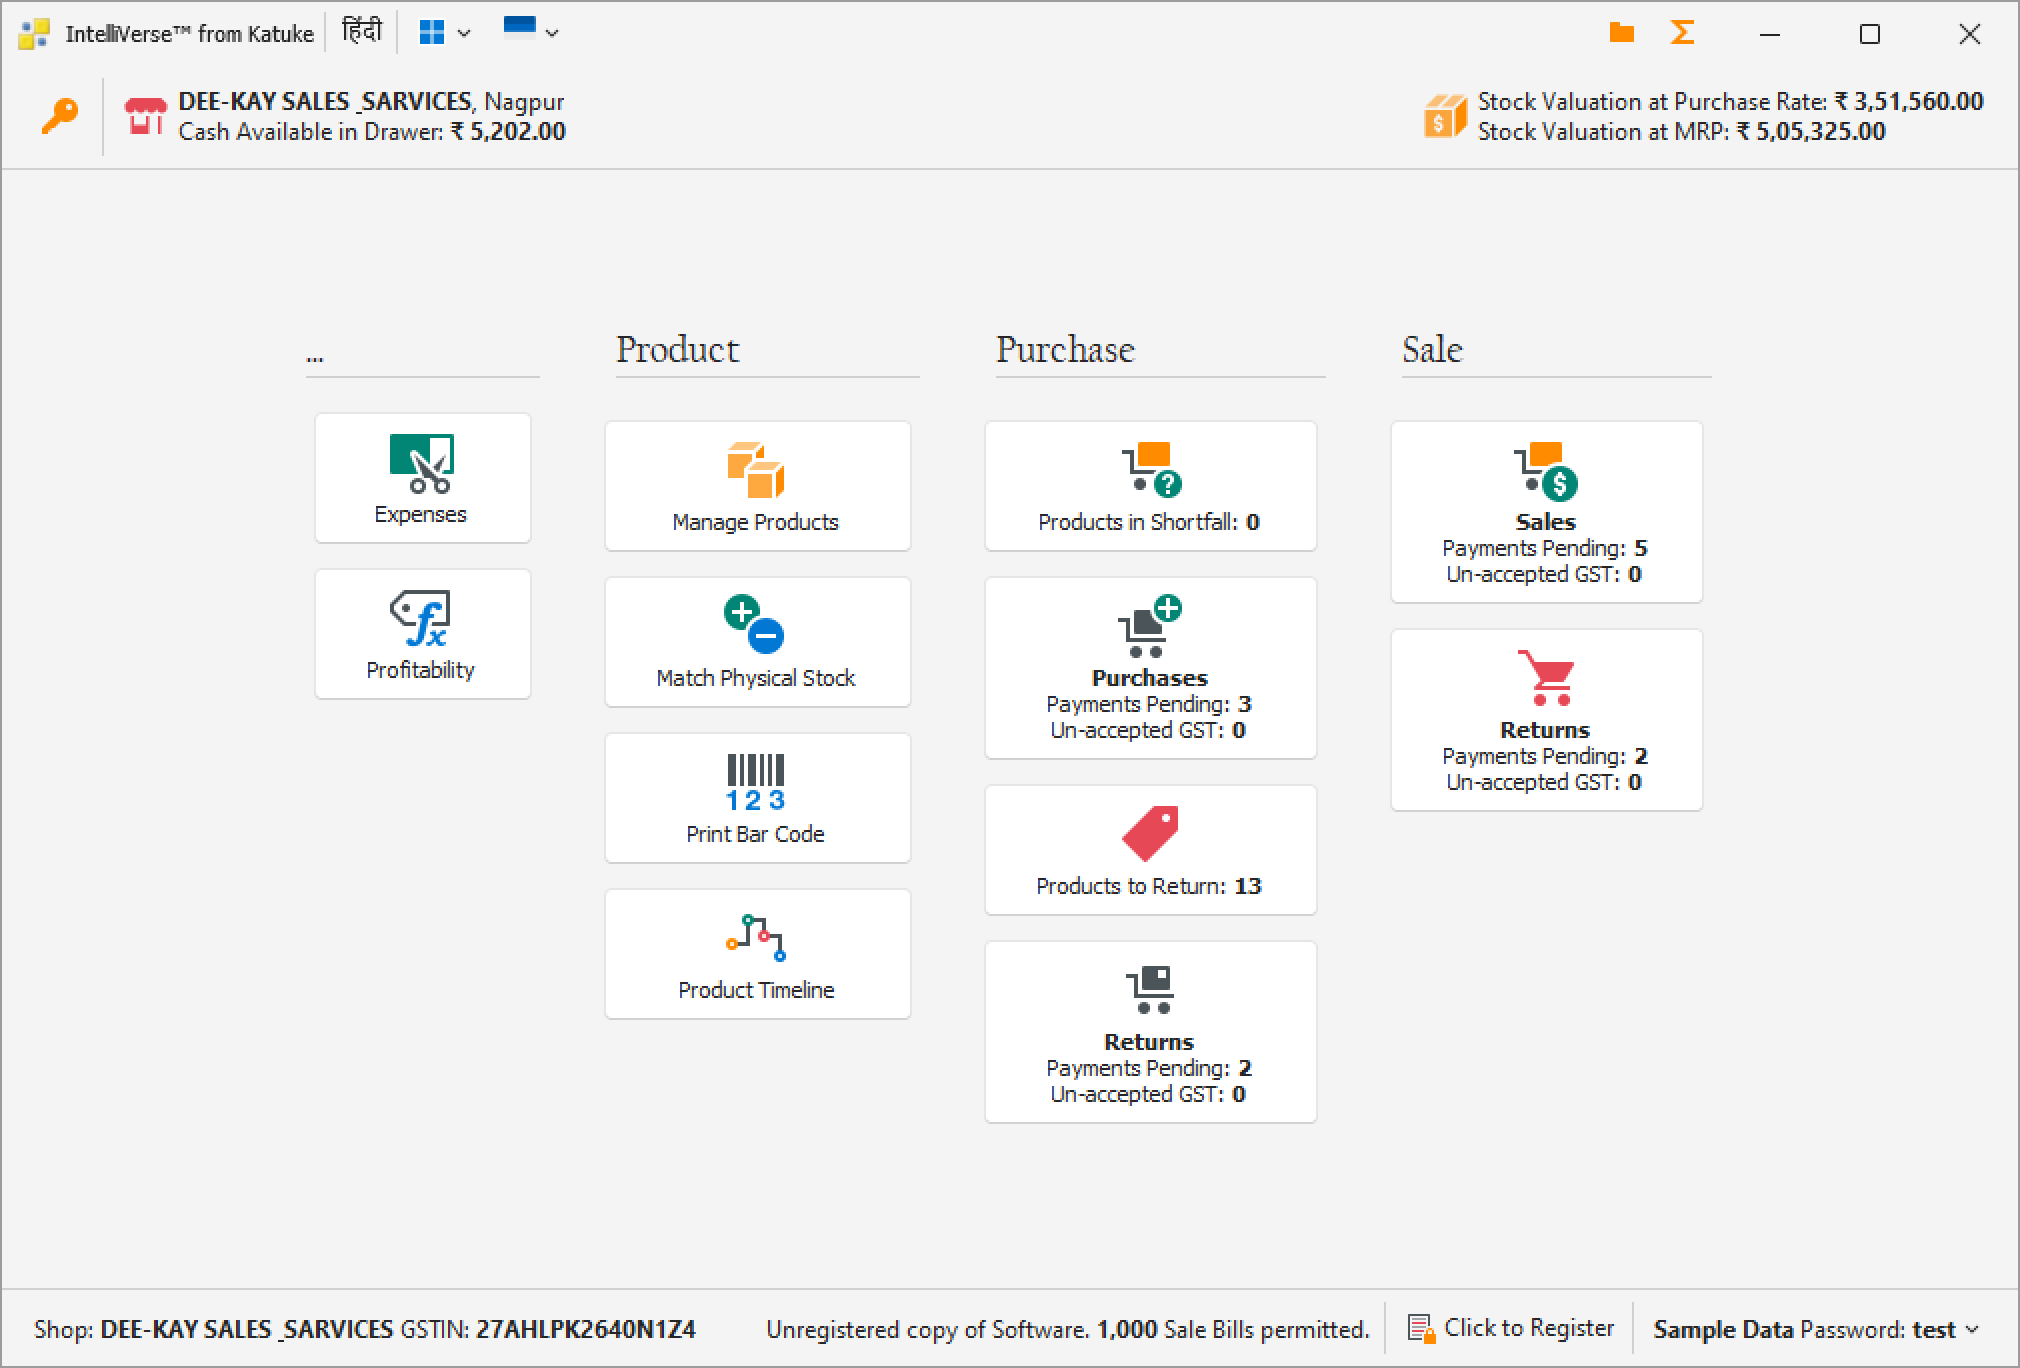 IntelliVerse™ from Katuke
हिंदी
DEE-KAY SALES _SARVICES, Nagpur
Cash Available in Drawer: ₹ 5,202.00
Stock Valuation at Purchase Rate: ₹ 3,51,560.00
Stock Valuation at MRP: ₹ 5,05,325.00
...
Expenses
Profitability
Product
Manage Products
Match Physical Stock
1 2 3
Print Bar Code
Product Timeline
Purchase
Products in Shortfall: 0
Purchases
Payments Pending: 3
Un-accepted GST: 0
Products to Return: 13
Returns
Payments Pending: 2
Un-accepted GST: 0
Sale
Sales
Payments Pending: 5
Un-accepted GST: 0
Returns
Payments Pending: 2
Un-accepted GST: 0
Shop: DEE-KAY SALES _SARVICES GSTIN: 27AHLPK2640N1Z4
Unregistered copy of Software. 1,000 Sale Bills permitted.
Click to Register
Sample Data Password: test